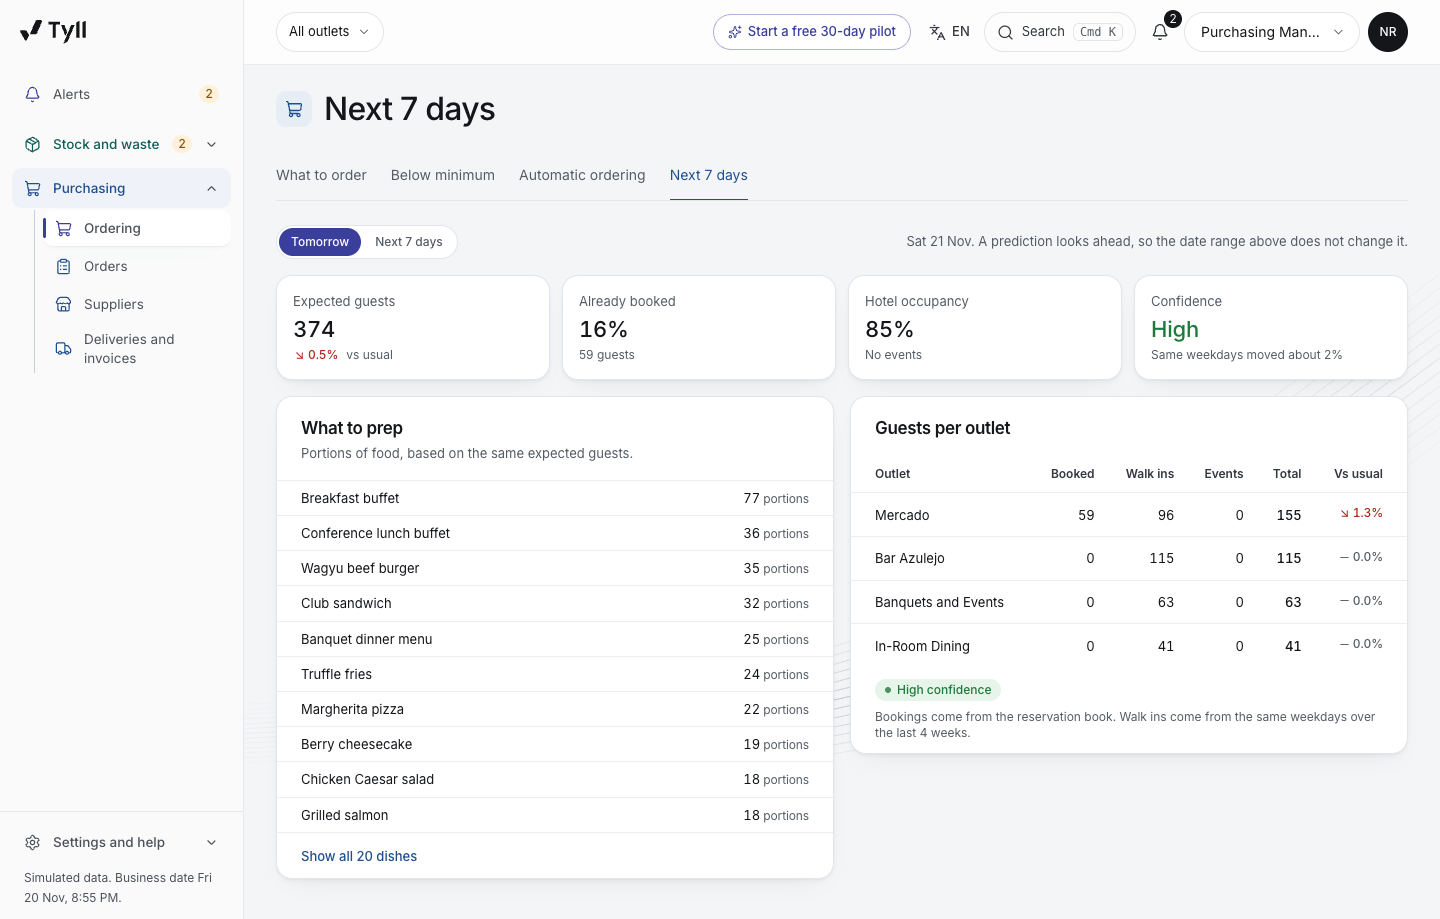 Tyll
All outlets
Start a free 30-day pilot
EN
Search Cmd K
2
Purchasing Man...
NR
Alerts 2
Stock and waste 2
Purchasing
Ordering
Orders
Suppliers
Deliveries and
invoices
Settings and help
Simulated data. Business date Fri
20 Nov, 8:55 PM.
Next 7 days
What to order Below minimum Automatic ordering Next 7 days
Tomorrow Next 7 days
Sat 21 Nov. A prediction looks ahead, so the date range above does not change it.
Expected guests
374
↘ 0.5% vs usual
Already booked
16%
59 guests
Hotel occupancy
85%
No events
Confidence
High
Same weekdays moved about 2%
What to prep
Portions of food, based on the same expected guests.
Breakfast buffet 77 portions
Conference lunch buffet 36 portions
Wagyu beef burger 35 portions
Club sandwich 32 portions
Banquet dinner menu 25 portions
Truffle fries 24 portions
Margherita pizza 22 portions
Berry cheesecake 19 portions
Chicken Caesar salad 18 portions
Grilled salmon 18 portions
Show all 20 dishes
Guests per outlet
Outlet Booked Walk ins Events Total Vs usual
Mercado 59 96 0 155 ↘ 1.3%
Bar Azulejo 0 115 0 115 – 0.0%
Banquets and Events 0 63 0 63 – 0.0%
In-Room Dining 0 41 0 41 – 0.0%
High confidence
Bookings come from the reservation book. Walk ins come from the same weekdays over
the last 4 weeks.